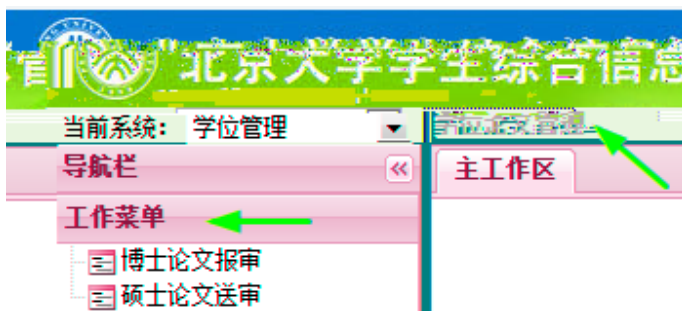 北京大学学生综合信息
当前系统： 学位管理
导航栏
主工作区
工作菜单
博士论文报审
硕士论文送审